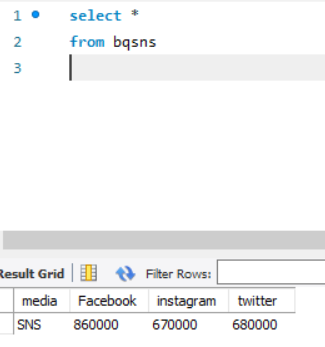 1 select *
2 from bqsns
3
Result Grid Filter Rows:
media Facebook instagram twitter
SNS 860000 670000 680000